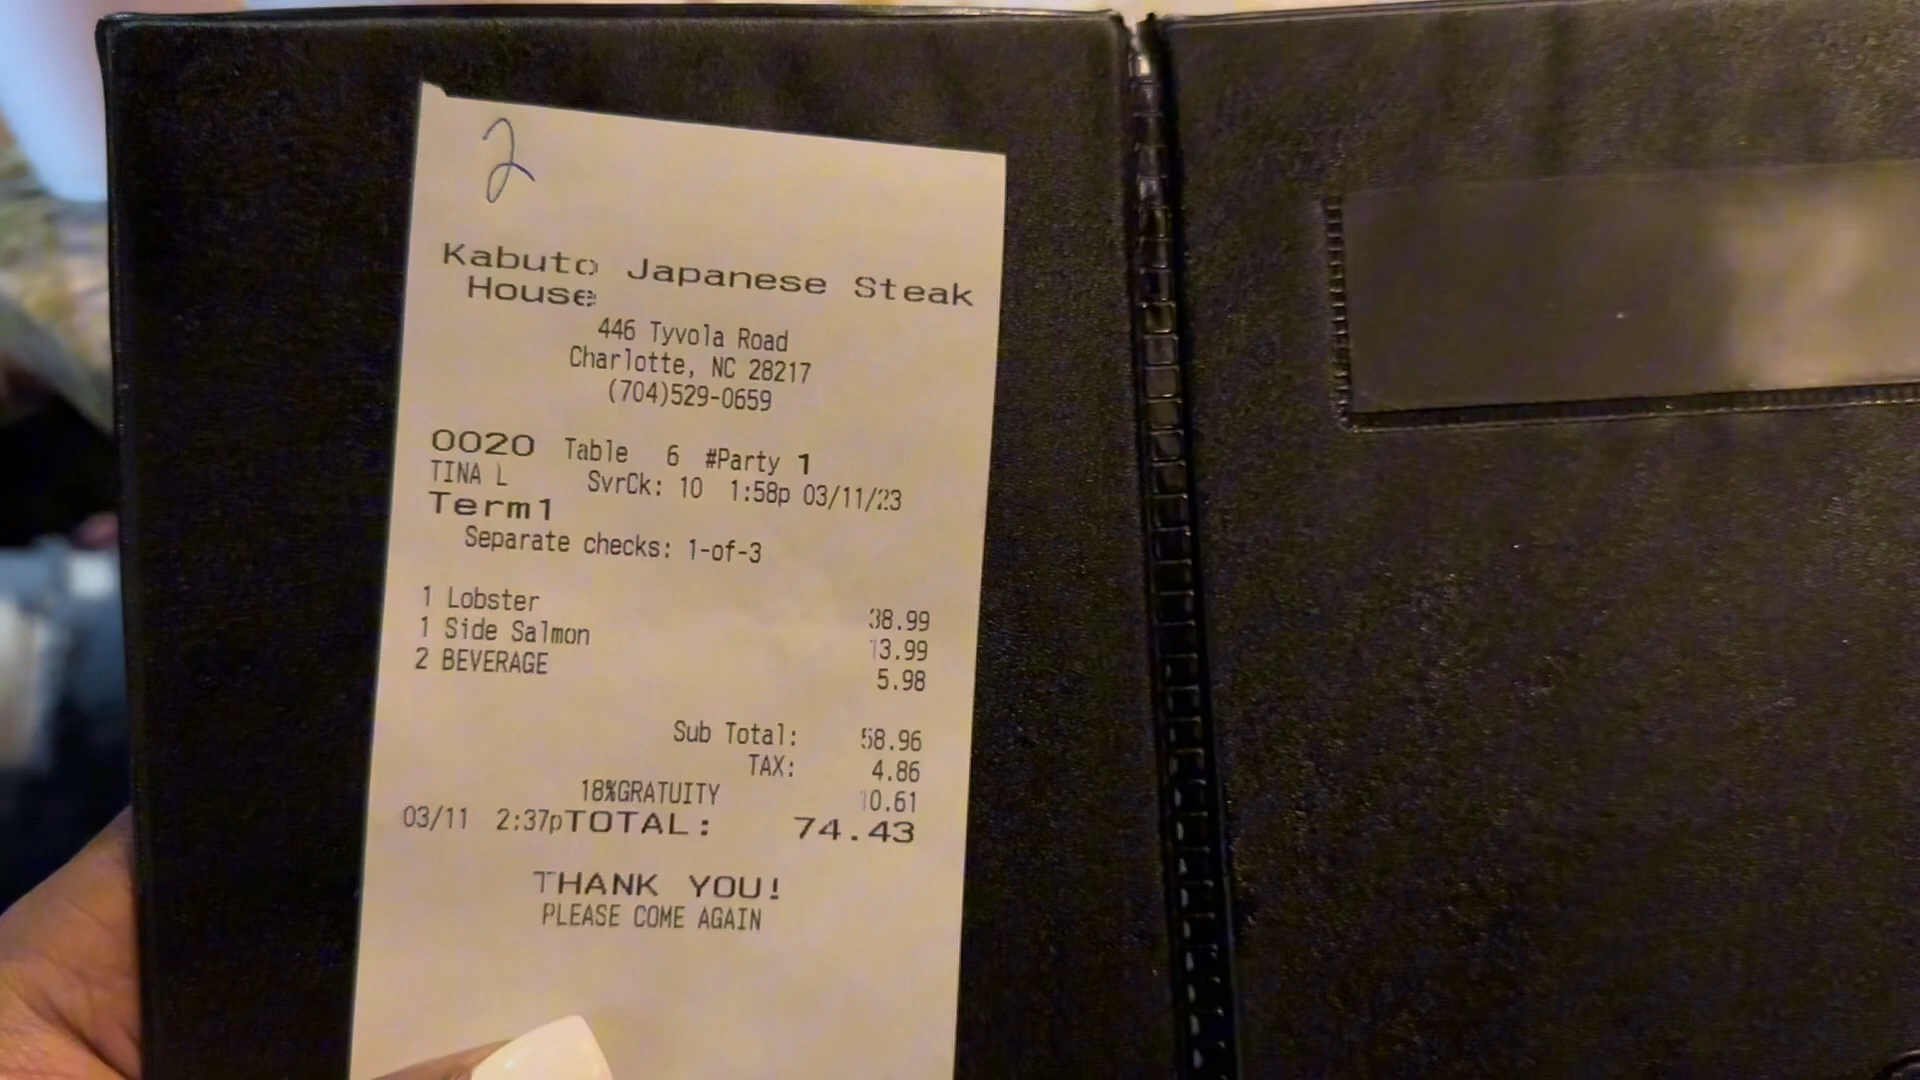 2
Kabuto Japanese Steak
House
446 Tyvola Road
Charlotte, NC 28217
(704)529-0659
0020 Table 6 #Party 1
TINA L SvrCk: 10 1:58p 03/11/23
Term1
Separate checks: 1-of-3
1 Lobster 38.99
1 Side Salmon 13.99
2 BEVERAGE 5.98
Sub Total: 58.96
TAX: 4.86
18%GRATUITY 10.61
03/11 2:37pTOTAL: 74.43
THANK YOU!
PLEASE COME AGAIN